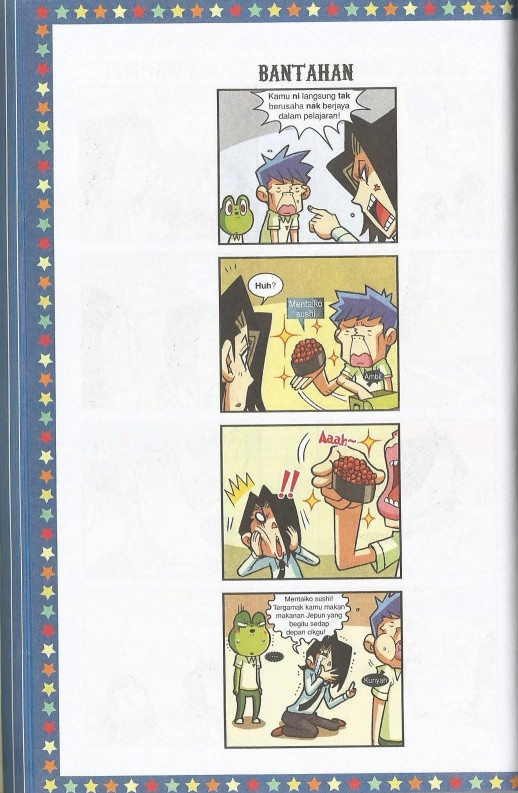 BANTAHAN
Kamu ni langsung tak
berusaha nak berjaya
dalam pelajaran!
Huh?
Mentaiko
sushi
Ambil
Aaah~
!!
Mentaiko sushi!
Tergamak kamu makan
makanan Jepun yang
begitu sedap
depan cikgu!
...
Kunyah